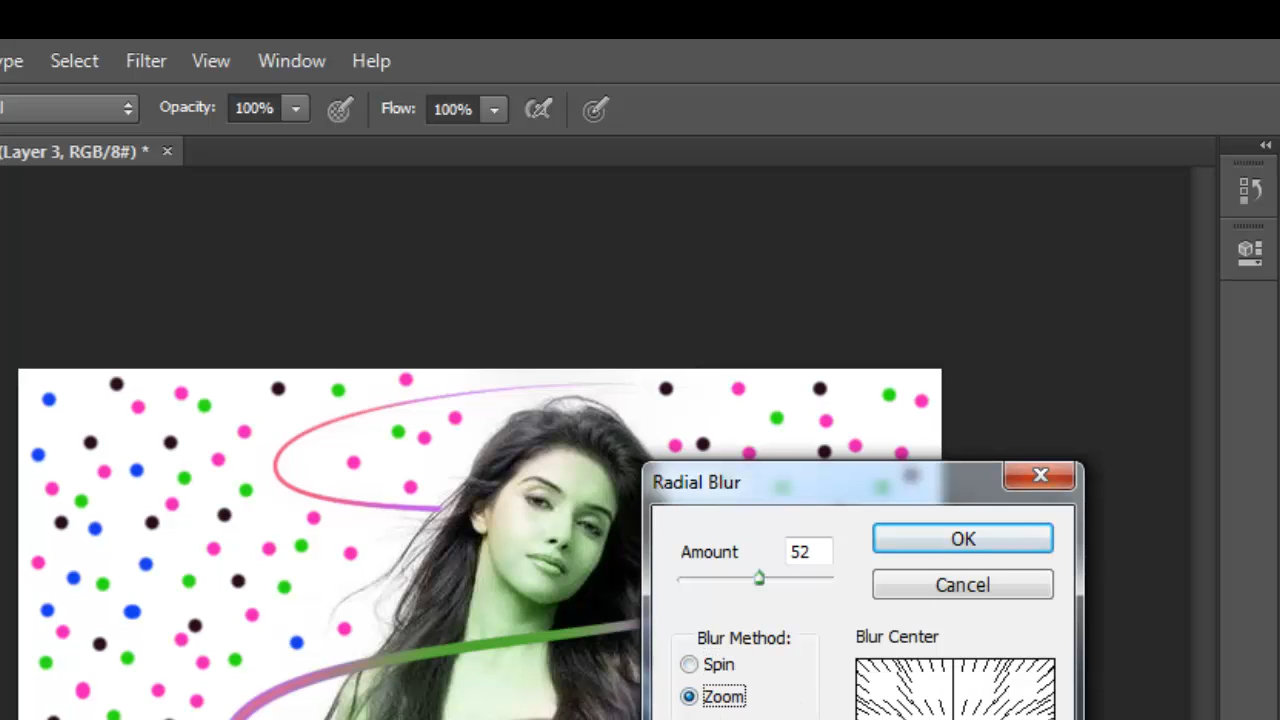 ype Select Filter View Window Help
l Opacity: 100% Flow: 100%
(Layer 3, RGB/8#) * ×
Radial Blur
Amount 52
OK
Cancel
Blur Method:
Blur Center
Spin
Zoom